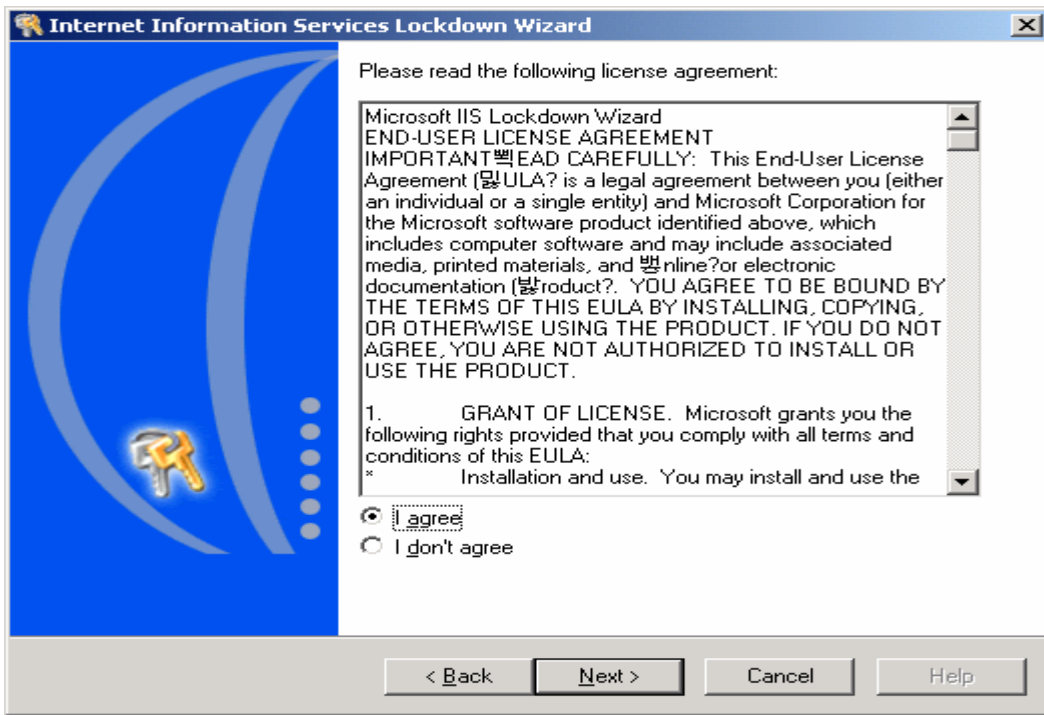 Internet Information Services Lockdown Wizard
Please read the following license agreement:
Microsoft IIS Lockdown Wizard
END-USER LICENSE AGREEMENT
IMPORTANT뾕EAD CAREFULLY: This End-User License
Agreement (밇ULA? is a legal agreement between you (either
an individual or a single entity) and Microsoft Corporation for
the Microsoft software product identified above, which
includes computer software and may include associated
media, printed materials, and 뱋nline?or electronic
documentation (밣roduct?. YOU AGREE TO BE BOUND BY
THE TERMS OF THIS EULA BY INSTALLING, COPYING,
OR OTHERWISE USING THE PRODUCT. IF YOU DO NOT
AGREE, YOU ARE NOT AUTHORIZED TO INSTALL OR
USE THE PRODUCT.
1. GRANT OF LICENSE. Microsoft grants you the
following rights provided that you comply with all terms and
conditions of this EULA:
* Installation and use. You may install and use the
I agree
I don't agree
< Back Next > Cancel Help